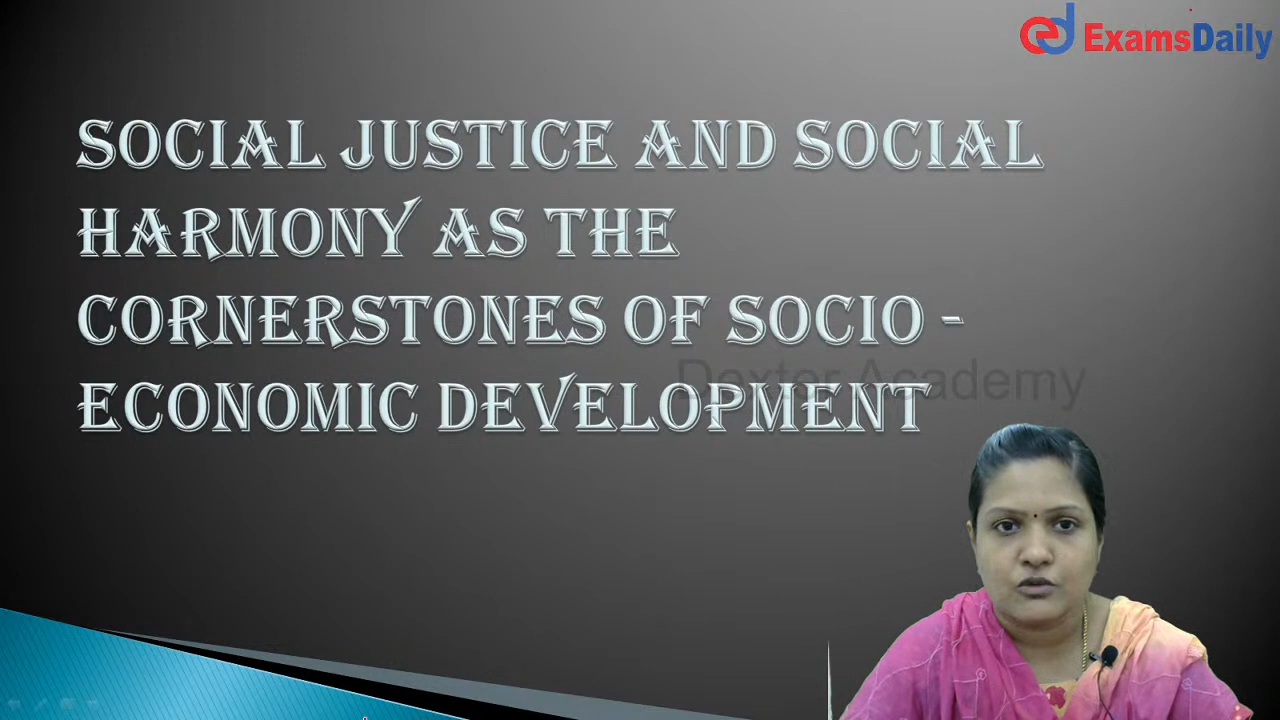 ExamsDaily
SOCIAL JUSTICE AND SOCIAL
HARMONY AS THE
CORNERSTONES OF SOCIO -
ECONOMIC DEVELOPMENT
Dexter Academy